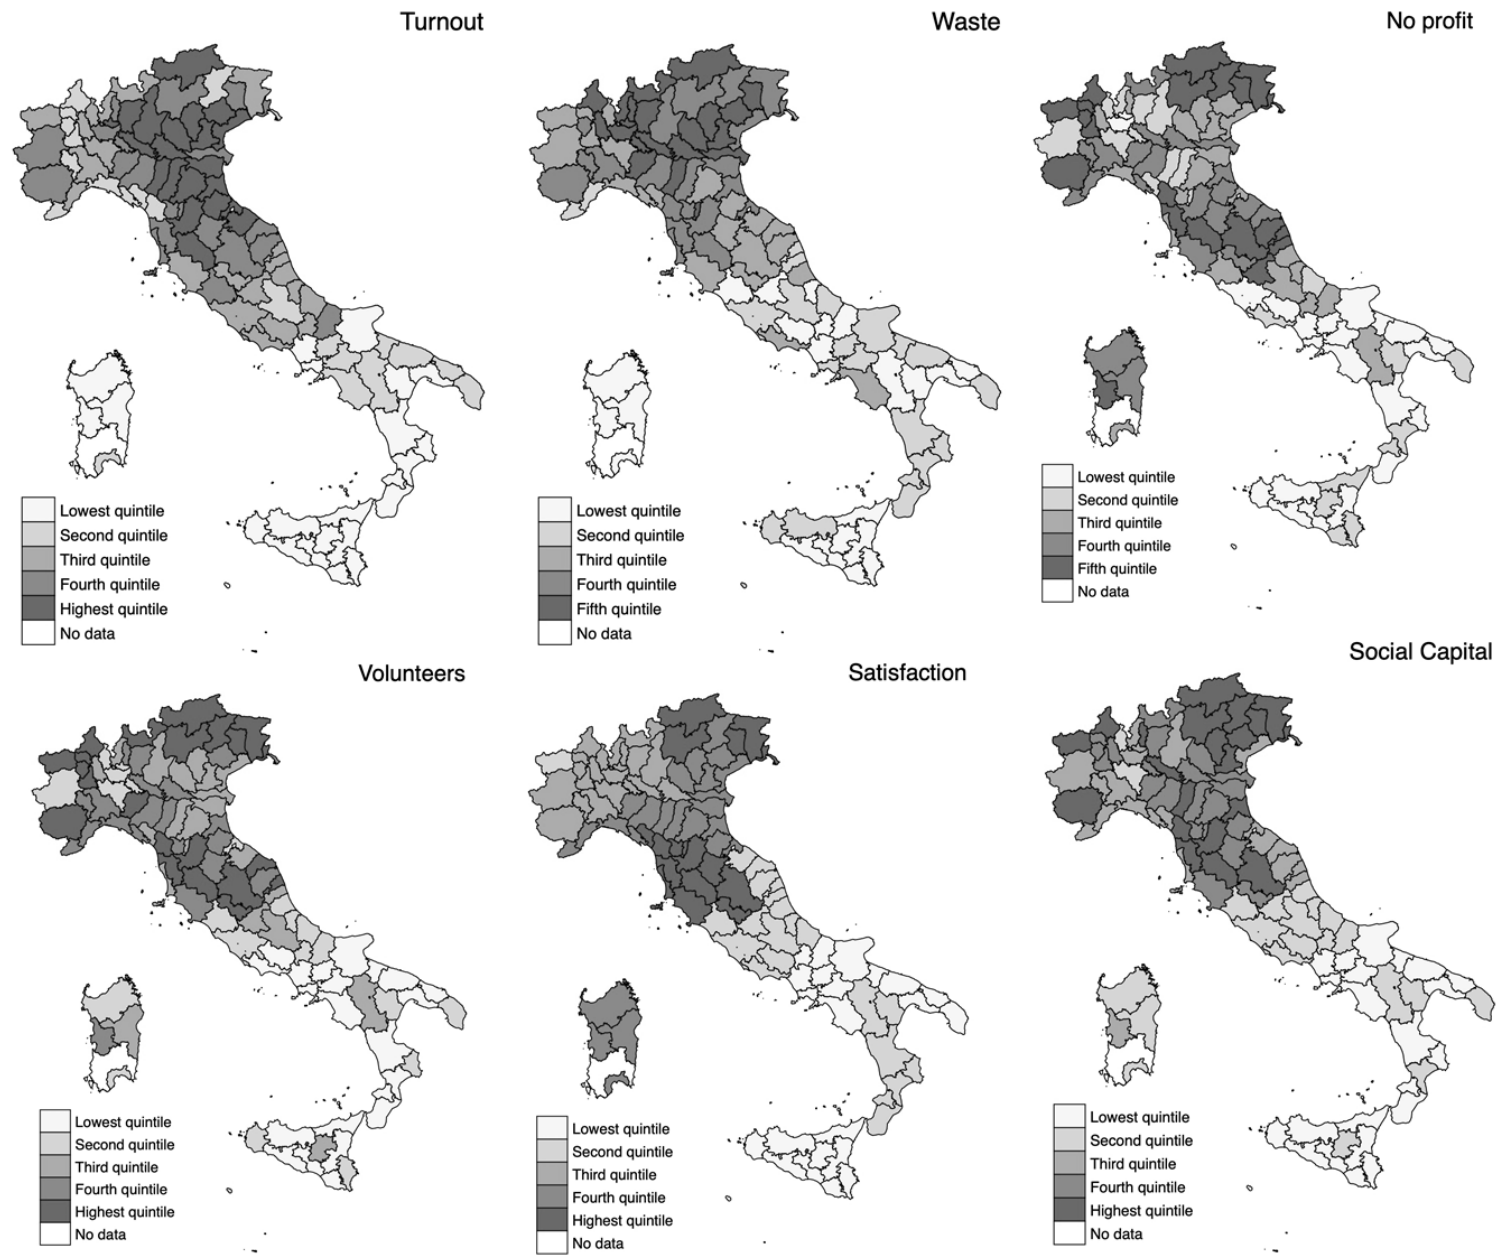 Turnout
Lowest quintile
Second quintile
Third quintile
Fourth quintile
Highest quintile
No data
Waste
Lowest quintile
Second quintile
Third quintile
Fourth quintile
Fifth quintile
No data
No profit
Lowest quintile
Second quintile
Third quintile
Fourth quintile
Fifth quintile
No data
Volunteers
Lowest quintile
Second quintile
Third quintile
Fourth quintile
Highest quintile
No data
Satisfaction
Lowest quintile
Second quintile
Third quintile
Fourth quintile
Highest quintile
No data
Social Capital
Lowest quintile
Second quintile
Third quintile
Fourth quintile
Highest quintile
No data